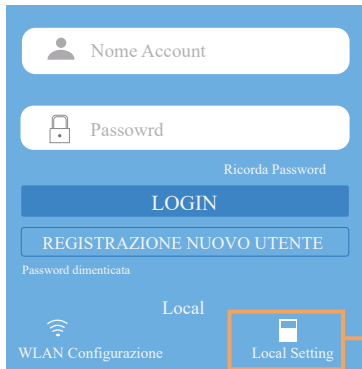 Nome Account
Passowrd
Ricorda Password
LOGIN
REGISTRAZIONE NUOVO UTENTE
Password dimenticata
Local
WLAN Configurazione
Local Setting